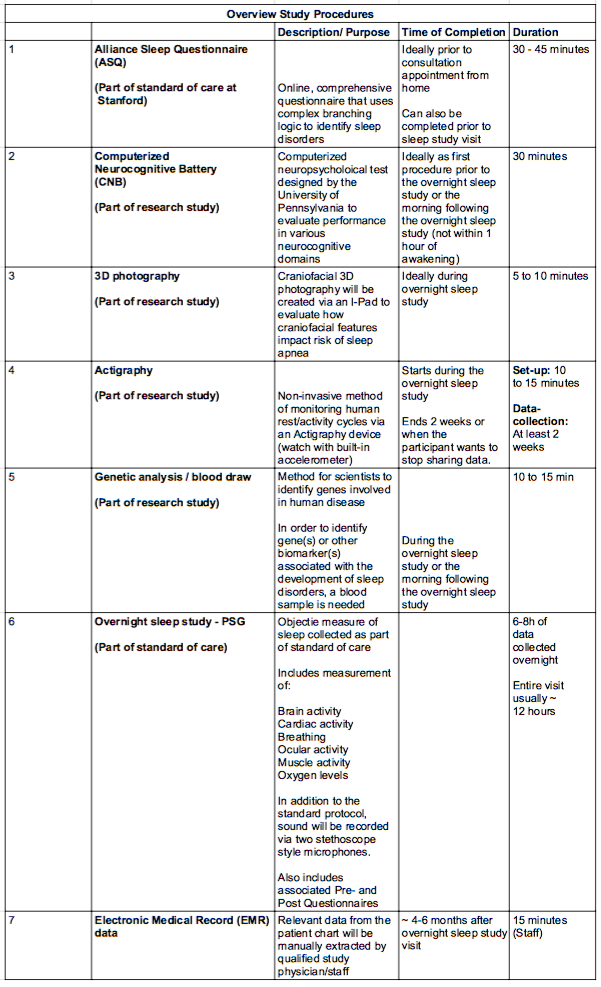 Overview Study Procedures
Description/ Purpose
Time of Completion
Duration
1
Alliance Sleep Questionnaire
(ASQ)
(Part of standard of care at
Stanford)
Online, comprehensive
questionnaire that uses
complex branching
logic to identify sleep
disorders
Ideally prior to
consultation
appointment from
home
Can also be
completed prior to
sleep study visit
30 - 45 minutes
2
Computerized
Neurocognitive Battery
(CNB)
(Part of research study)
Computerized
neuropsycholoical test
designed by the
University of
Pennsylvania to
evaluate performance
in various
neurocognitive
domains
Ideally as first
procedure prior to
the overnight sleep
study or the
morning following
the overnight sleep
study (not within 1
hour of
awakening)
30 minutes
3
3D photography
(Part of research study)
Craniofacial 3D
photography will be
created via an I-Pad to
evaluate how
craniofacial features
impact risk of sleep
apnea
Ideally during
overnight sleep
study
5 to 10 minutes
4
Actigraphy
(Part of research study)
Non-invasive method
of monitoring human
rest/activity cycles via
an Actigraphy device
(watch with built-in
accelerometer)
Starts during the
overnight sleep
study
Ends 2 weeks or
when the
participant wants to
stop sharing data.
Set-up: 10
to 15 minutes
Data-
collection:
At least 2
weeks
5
Genetic analysis / blood draw
(Part of research study)
Method for scientists to
identify genes involved
in human disease
In order to identify
gene(s) or other
biomarker(s)
associated with the
development of sleep
disorders, a blood
sample is needed
During the
overnight sleep
study or the
morning following
the overnight sleep
study
10 to 15 min
6
Overnight sleep study - PSG
(Part of standard of care)
Objectie measure of
sleep collected as part
of standard of care
Includes measurement
of:
Brain activity
Cardiac activity
Breathing
Ocular activity
Muscle activity
Oxygen levels
In addition to the
standard protocol,
sound will be recorded
via two stethoscope
style microphones.
Also includes
associated Pre- and
Post Questionnaires
6-8h of
data
collected
overnight
Entire visit
usually ~
12 hours
7
Electronic Medical Record (EMR)
data
Relevant data from the
patient chart will be
manually extracted by
qualified study
physician/staff
~ 4-6 months after
overnight sleep study
visit
15 minutes
(Staff)